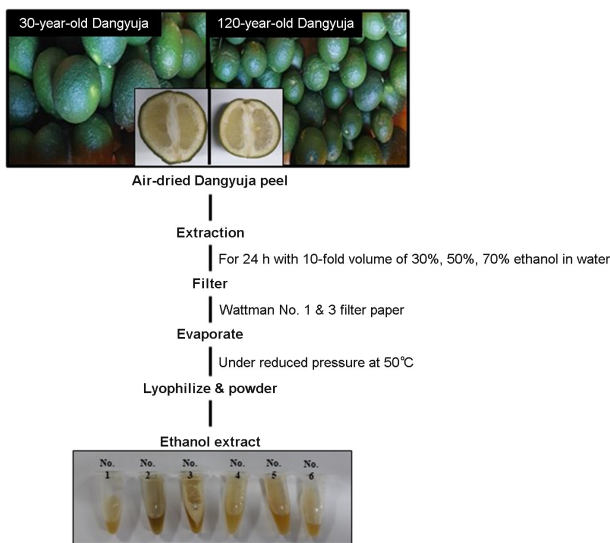 30-year-old Dangyuja
120-year-old Dangyuja
Air-dried Dangyuja peel
Extraction
For 24 h with 10-fold volume of 30%, 50%, 70% ethanol in water
Filter
Wattman No. 1 & 3 filter paper
Evaporate
Under reduced pressure at 50℃
Lyophilize & powder
Ethanol extract
No. No. No. No. No. No.
1 2 3 4 5 6